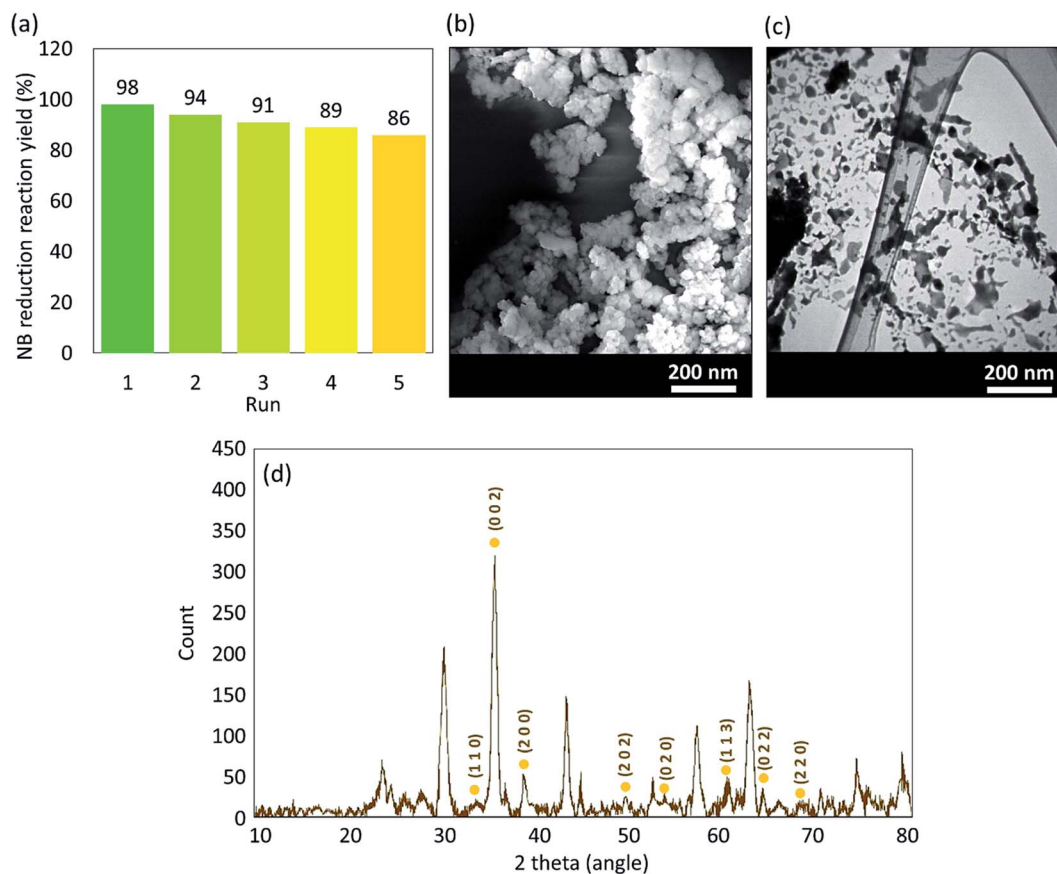 (a)
NB reduction reaction yield (%)
120
100
80
60
40
20
0
98
94
91
89
86
1 2 3 4 5
Run
(b)
200 nm
(c)
200 nm
(d)
Count
450
400
350
300
250
200
150
100
50
0
(1 1 0)
(0 0 2)
(2 0 0)
(2 0 2)
(0 2 0)
(1 1 3)
(0 2 2)
(2 2 0)
10 20 30 40 50 60 70 80
2 theta (angle)